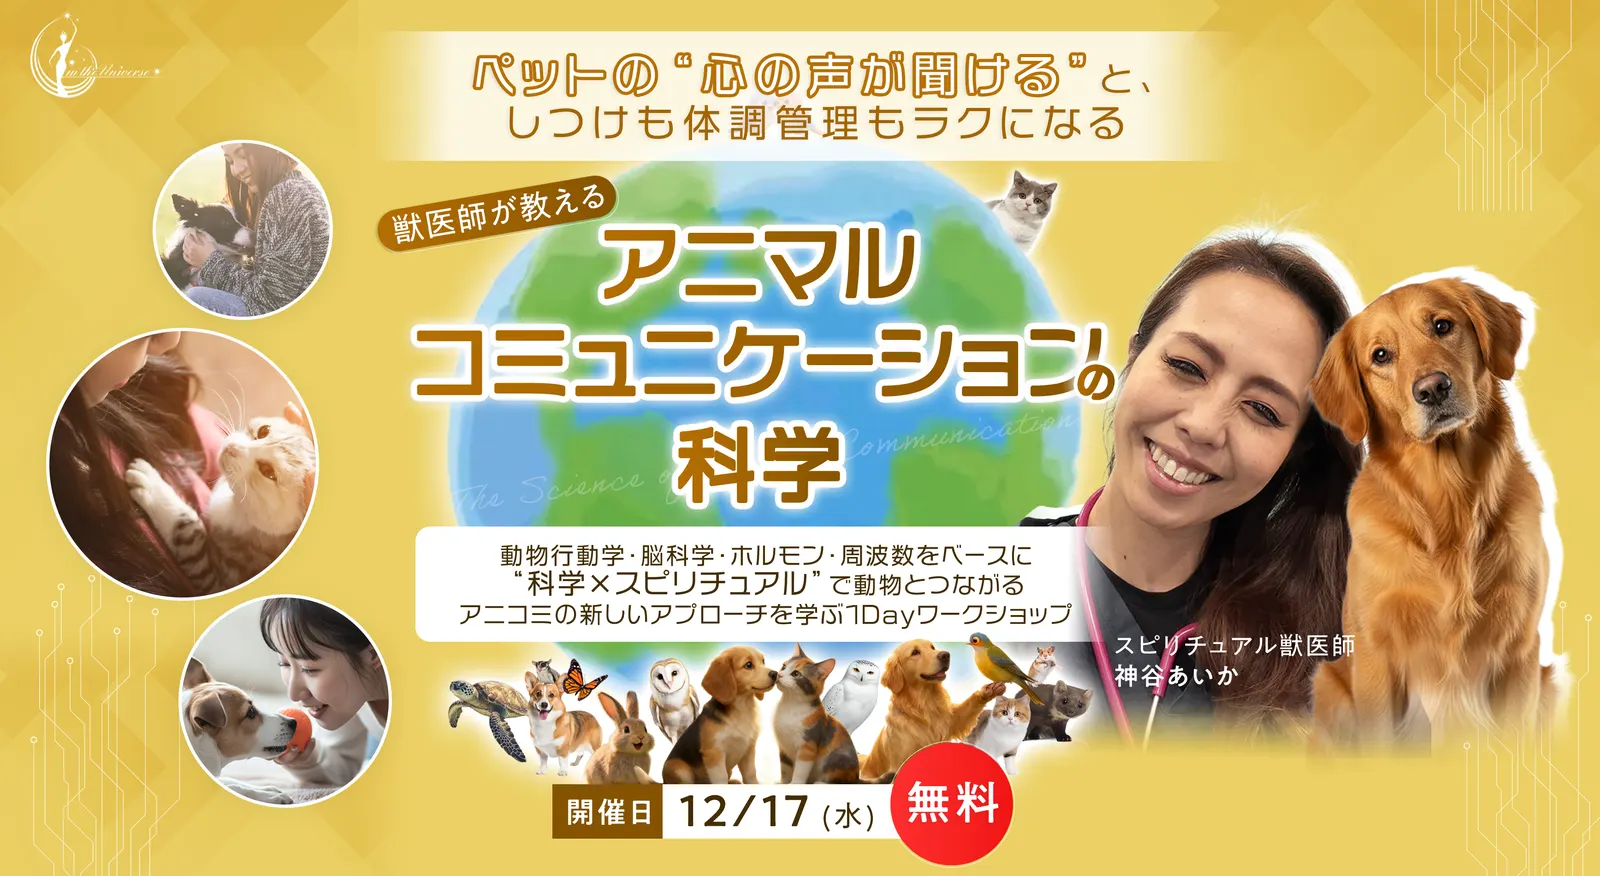 I'm the Universe
ペットの“心の声が聞ける”と、
しつけも体調管理もラクになる
獣医師が教える
アニマル
コミュニケーションの
科学
The Science of Communication
動物行動学・脳科学・ホルモン・周波数をベースに
“科学×スピリチュアル”で動物とつながる
アニコミの新しいアプローチを学ぶ1Dayワークショップ
スピリチュアル獣医師
神谷あいか
開催日 12/17(水)
無料